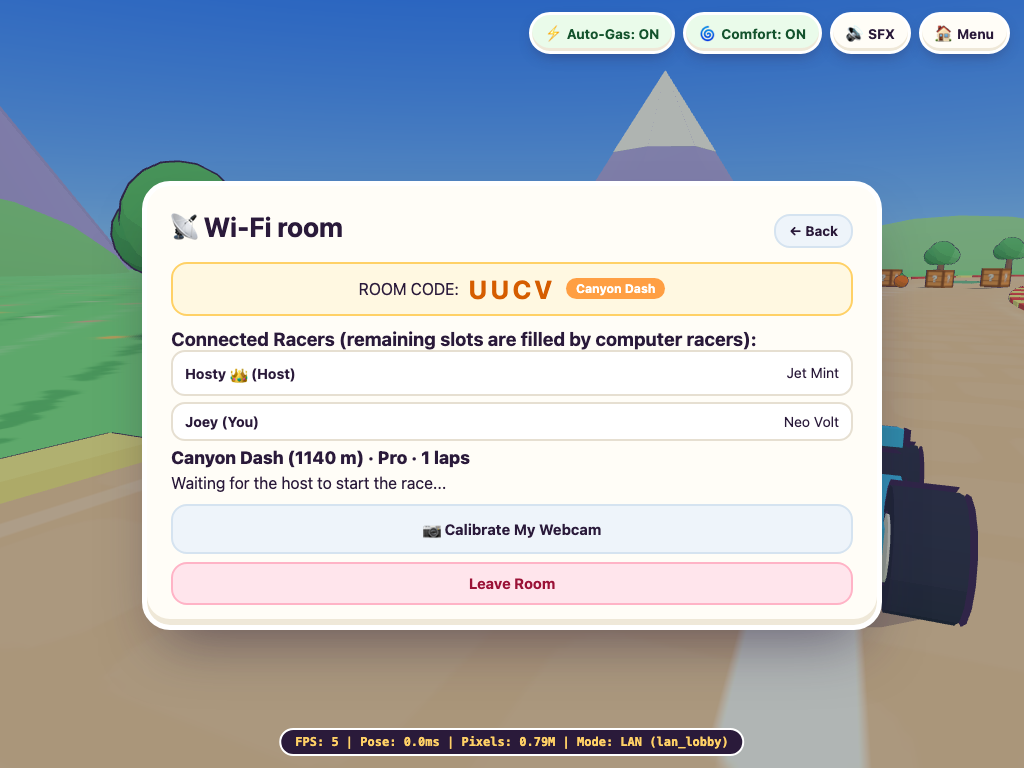 Auto-Gas: ON
Comfort: ON
SFX
Menu
Wi-Fi room
← Back
ROOM CODE: UUCV Canyon Dash
Connected Racers (remaining slots are filled by computer racers):
Hosty 👑 (Host) Jet Mint
Joey (You) Neo Volt
Canyon Dash (1140 m) · Pro · 1 laps
Waiting for the host to start the race...
Calibrate My Webcam
Leave Room
FPS: 5 | Pose: 0.0ms | Pixels: 0.79M | Mode: LAN (lan_lobby)